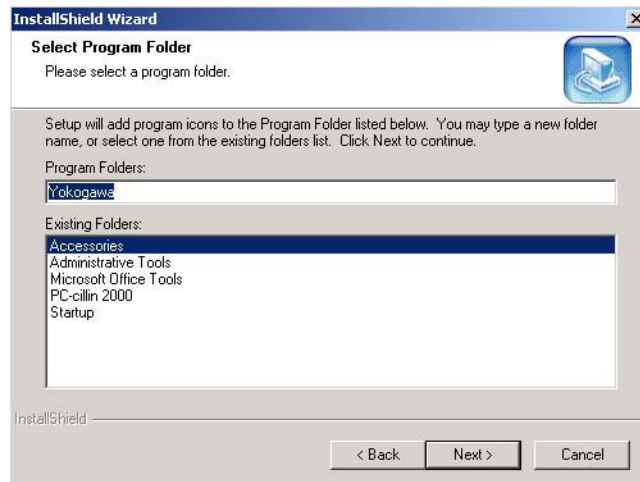 InstallShield Wizard
Select Program Folder
Please select a program folder.
Setup will add program icons to the Program Folder listed below.  You may type a new folder
name, or select one from the existing folders list.  Click Next to continue.
Program Folders:
Yokogawa
Existing Folders:
Accessories
Administrative Tools
Microsoft Office Tools
PC-cillin 2000
Startup
InstallShield
< Back
Next >
Cancel